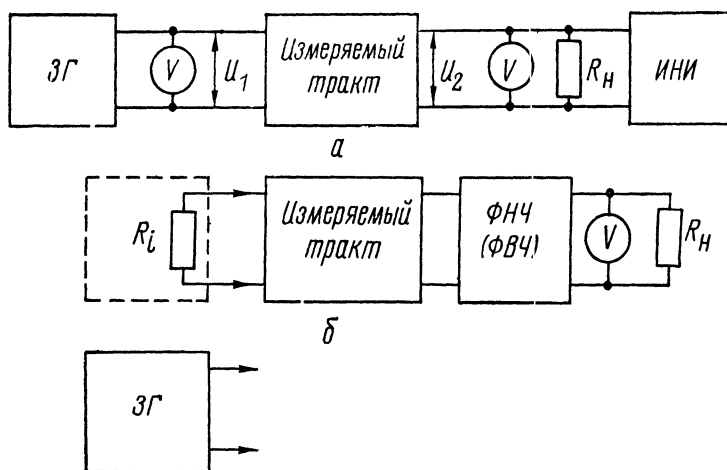 ЗГ
V
U1
Измеряемый
тракт
U2
V
Rн
ИНИ
а
Ri
Измеряемый
тракт
ФНЧ
(ФВЧ)
V
Rн
б
ЗГ